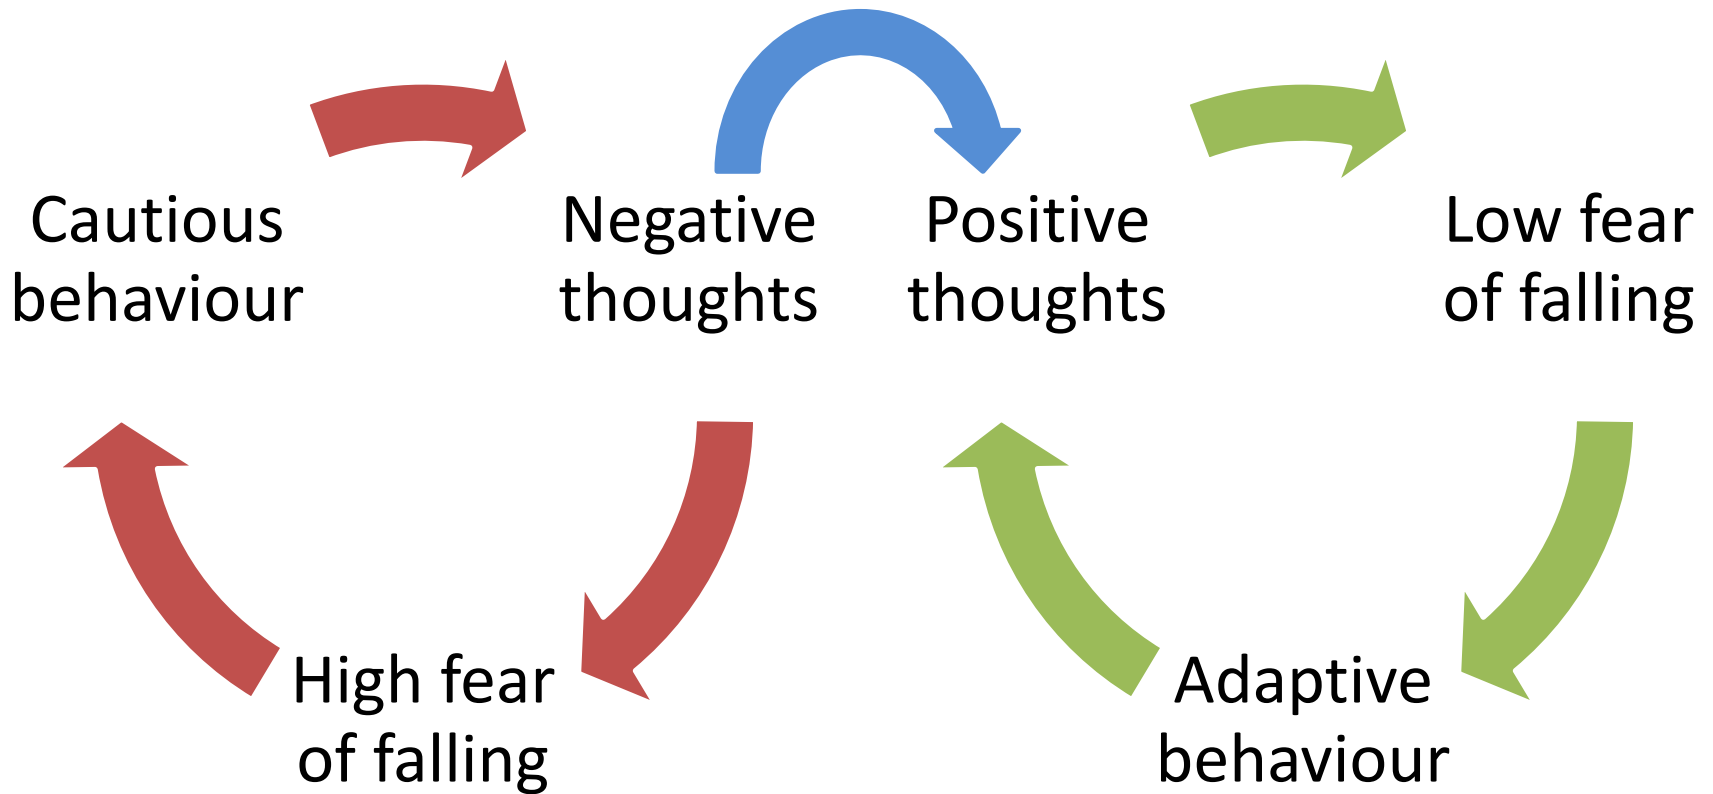 Cautious
behaviour
Negative
thoughts
Positive
thoughts
Low fear
of falling
High fear
of falling
Adaptive
behaviour